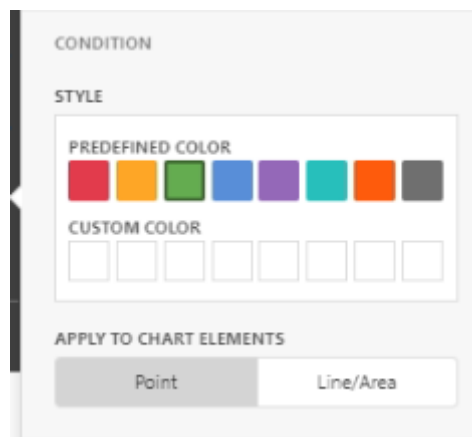 CONDITION
STYLE
PREDEFINED COLOR
CUSTOM COLOR
APPLY TO CHART ELEMENTS
Point Line/Area